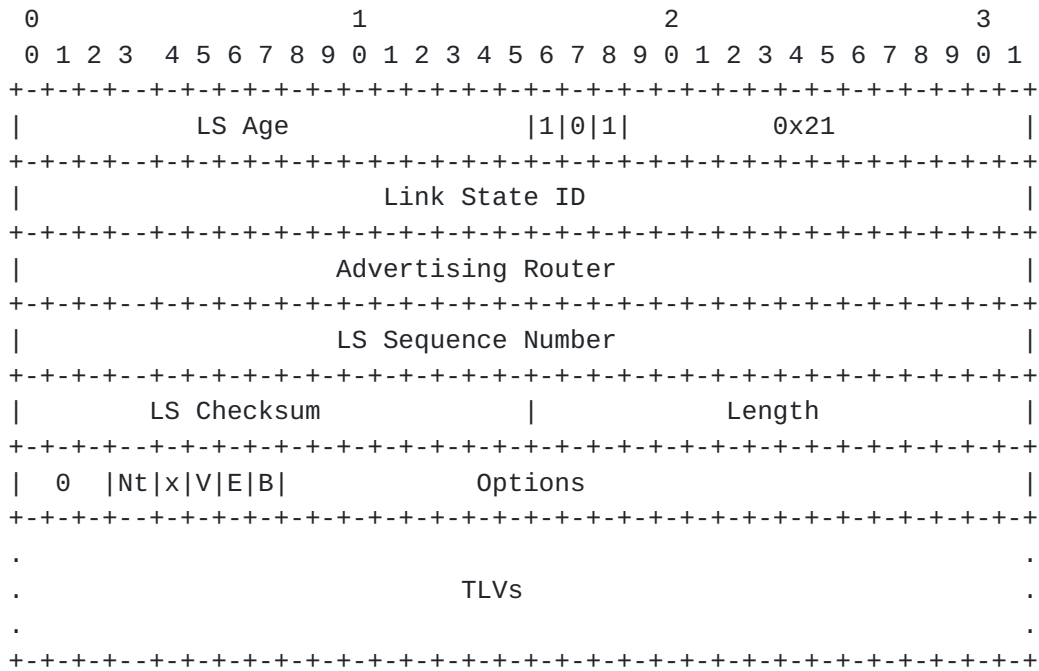 0                     1                   2                   3
 0 1 2 3  4 5 6 7 8 9 0 1 2 3 4 5 6 7 8 9 0 1 2 3 4 5 6 7 8 9 0 1
+-+-+-+--+-+-+-+-+-+-+-+-+-+-+-+-+-+-+-+-+-+-+-+-+-+-+-+-+-+-+-+-+
|           LS Age               |1|0|1|         0x21            |
+-+-+-+--+-+-+-+-+-+-+-+-+-+-+-+-+-+-+-+-+-+-+-+-+-+-+-+-+-+-+-+-+
|                       Link State ID                            |
+-+-+-+--+-+-+-+-+-+-+-+-+-+-+-+-+-+-+-+-+-+-+-+-+-+-+-+-+-+-+-+-+
|                    Advertising Router                          |
+-+-+-+--+-+-+-+-+-+-+-+-+-+-+-+-+-+-+-+-+-+-+-+-+-+-+-+-+-+-+-+-+
|                    LS Sequence Number                          |
+-+-+-+--+-+-+-+-+-+-+-+-+-+-+-+-+-+-+-+-+-+-+-+-+-+-+-+-+-+-+-+-+
|        LS Checksum             |            Length             |
+-+-+-+--+-+-+-+-+-+-+-+-+-+-+-+-+-+-+-+-+-+-+-+-+-+-+-+-+-+-+-+-+
|  0  |Nt|x|V|E|B|            Options                            |
+-+-+-+--+-+-+-+-+-+-+-+-+-+-+-+-+-+-+-+-+-+-+-+-+-+-+-+-+-+-+-+-+
.                                                                .
.                            TLVs                                .
.                                                                .
+-+-+-+--+-+-+-+-+-+-+-+-+-+-+-+-+-+-+-+-+-+-+-+-+-+-+-+-+-+-+-+-+